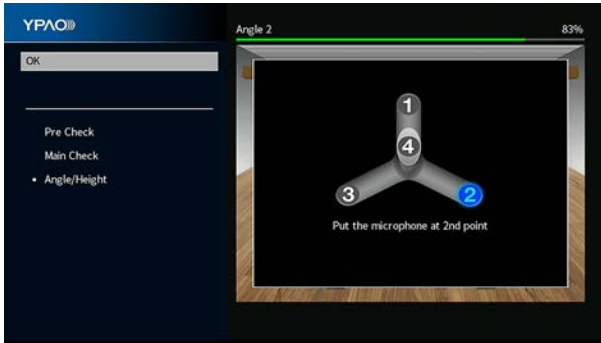 YPAO
Angle 2
83%
OK
Pre Check
Main Check
• Angle/Height
1
4
3
2
Put the microphone at 2nd point